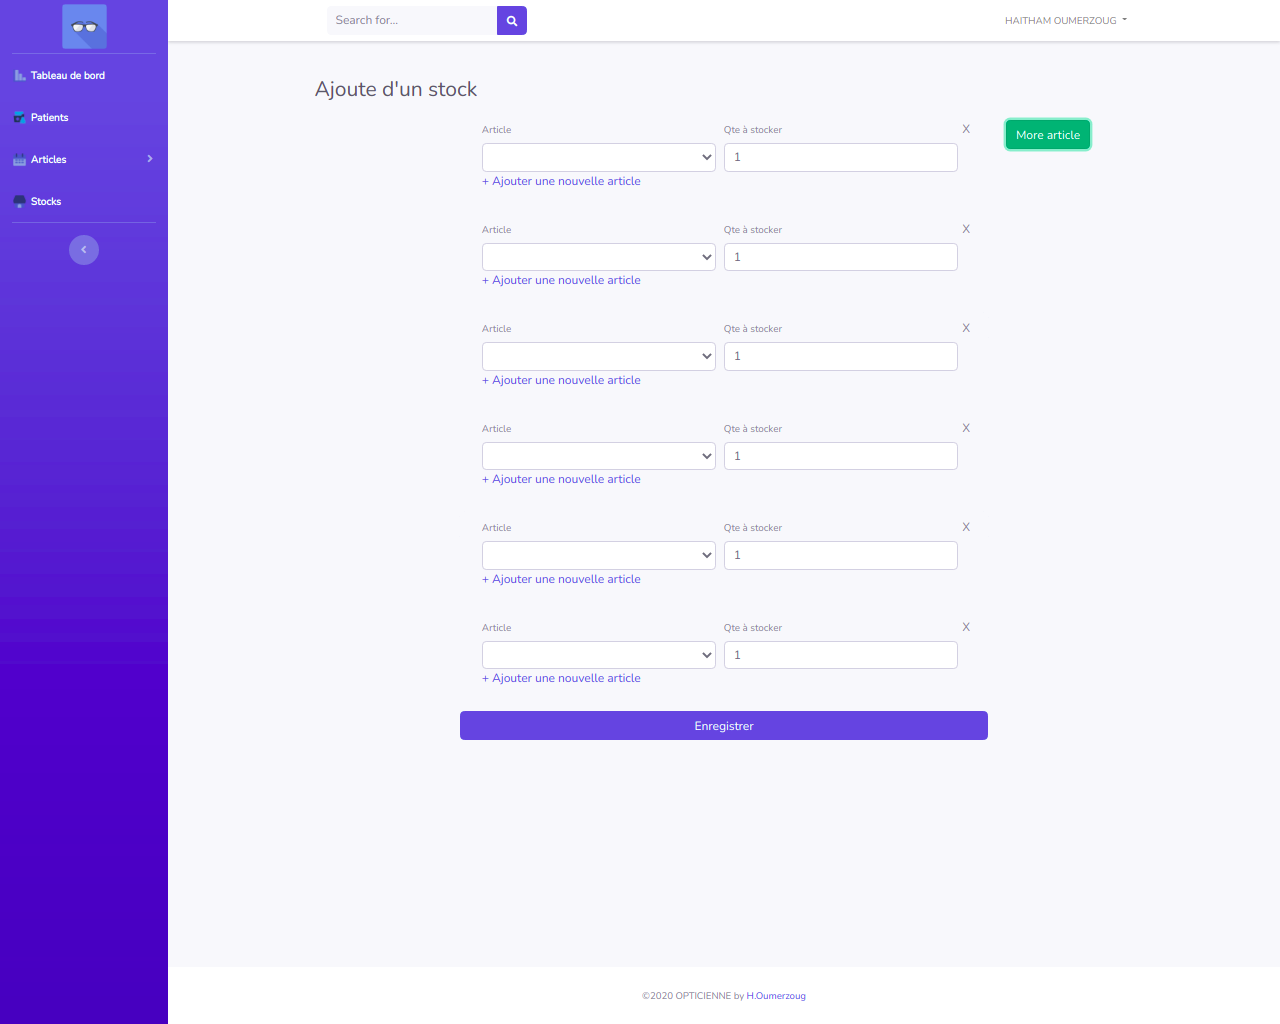 Search for...
HAITHAM OUMERZOUG
Tableau de bord
Patients
Articles
Stocks
Ajoute d'un stock
More article
Article Qte à stocker X
1
+ Ajouter une nouvelle article
Article Qte à stocker X
1
+ Ajouter une nouvelle article
Article Qte à stocker X
1
+ Ajouter une nouvelle article
Article Qte à stocker X
1
+ Ajouter une nouvelle article
Article Qte à stocker X
1
+ Ajouter une nouvelle article
Article Qte à stocker X
1
+ Ajouter une nouvelle article
Enregistrer
©2020 OPTICIENNE by H.Oumerzoug